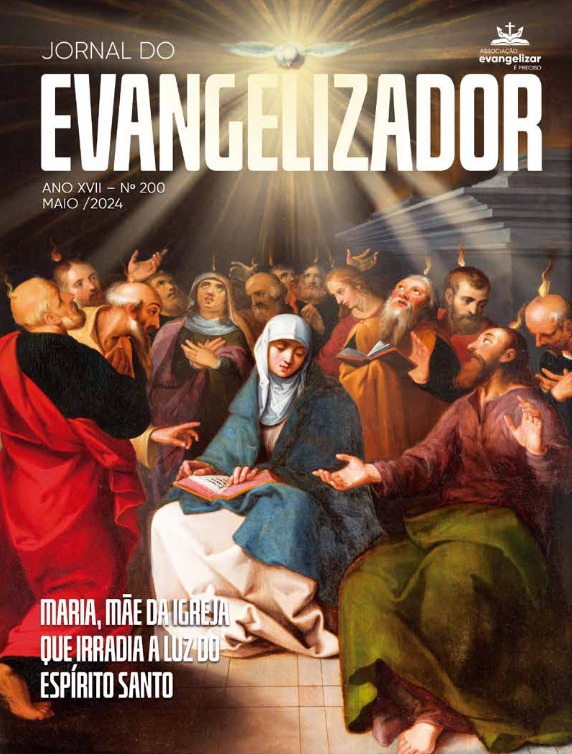 JORNAL DO
EVANGELIZADOR
ASSOCIAÇÃO
evangelizar
É PRECISO
ANO XVII – Nº 200
MAIO /2024
MARIA, MÃE DA IGREJA
QUE IRRADIA A LUZ DO
ESPÍRITO SANTO